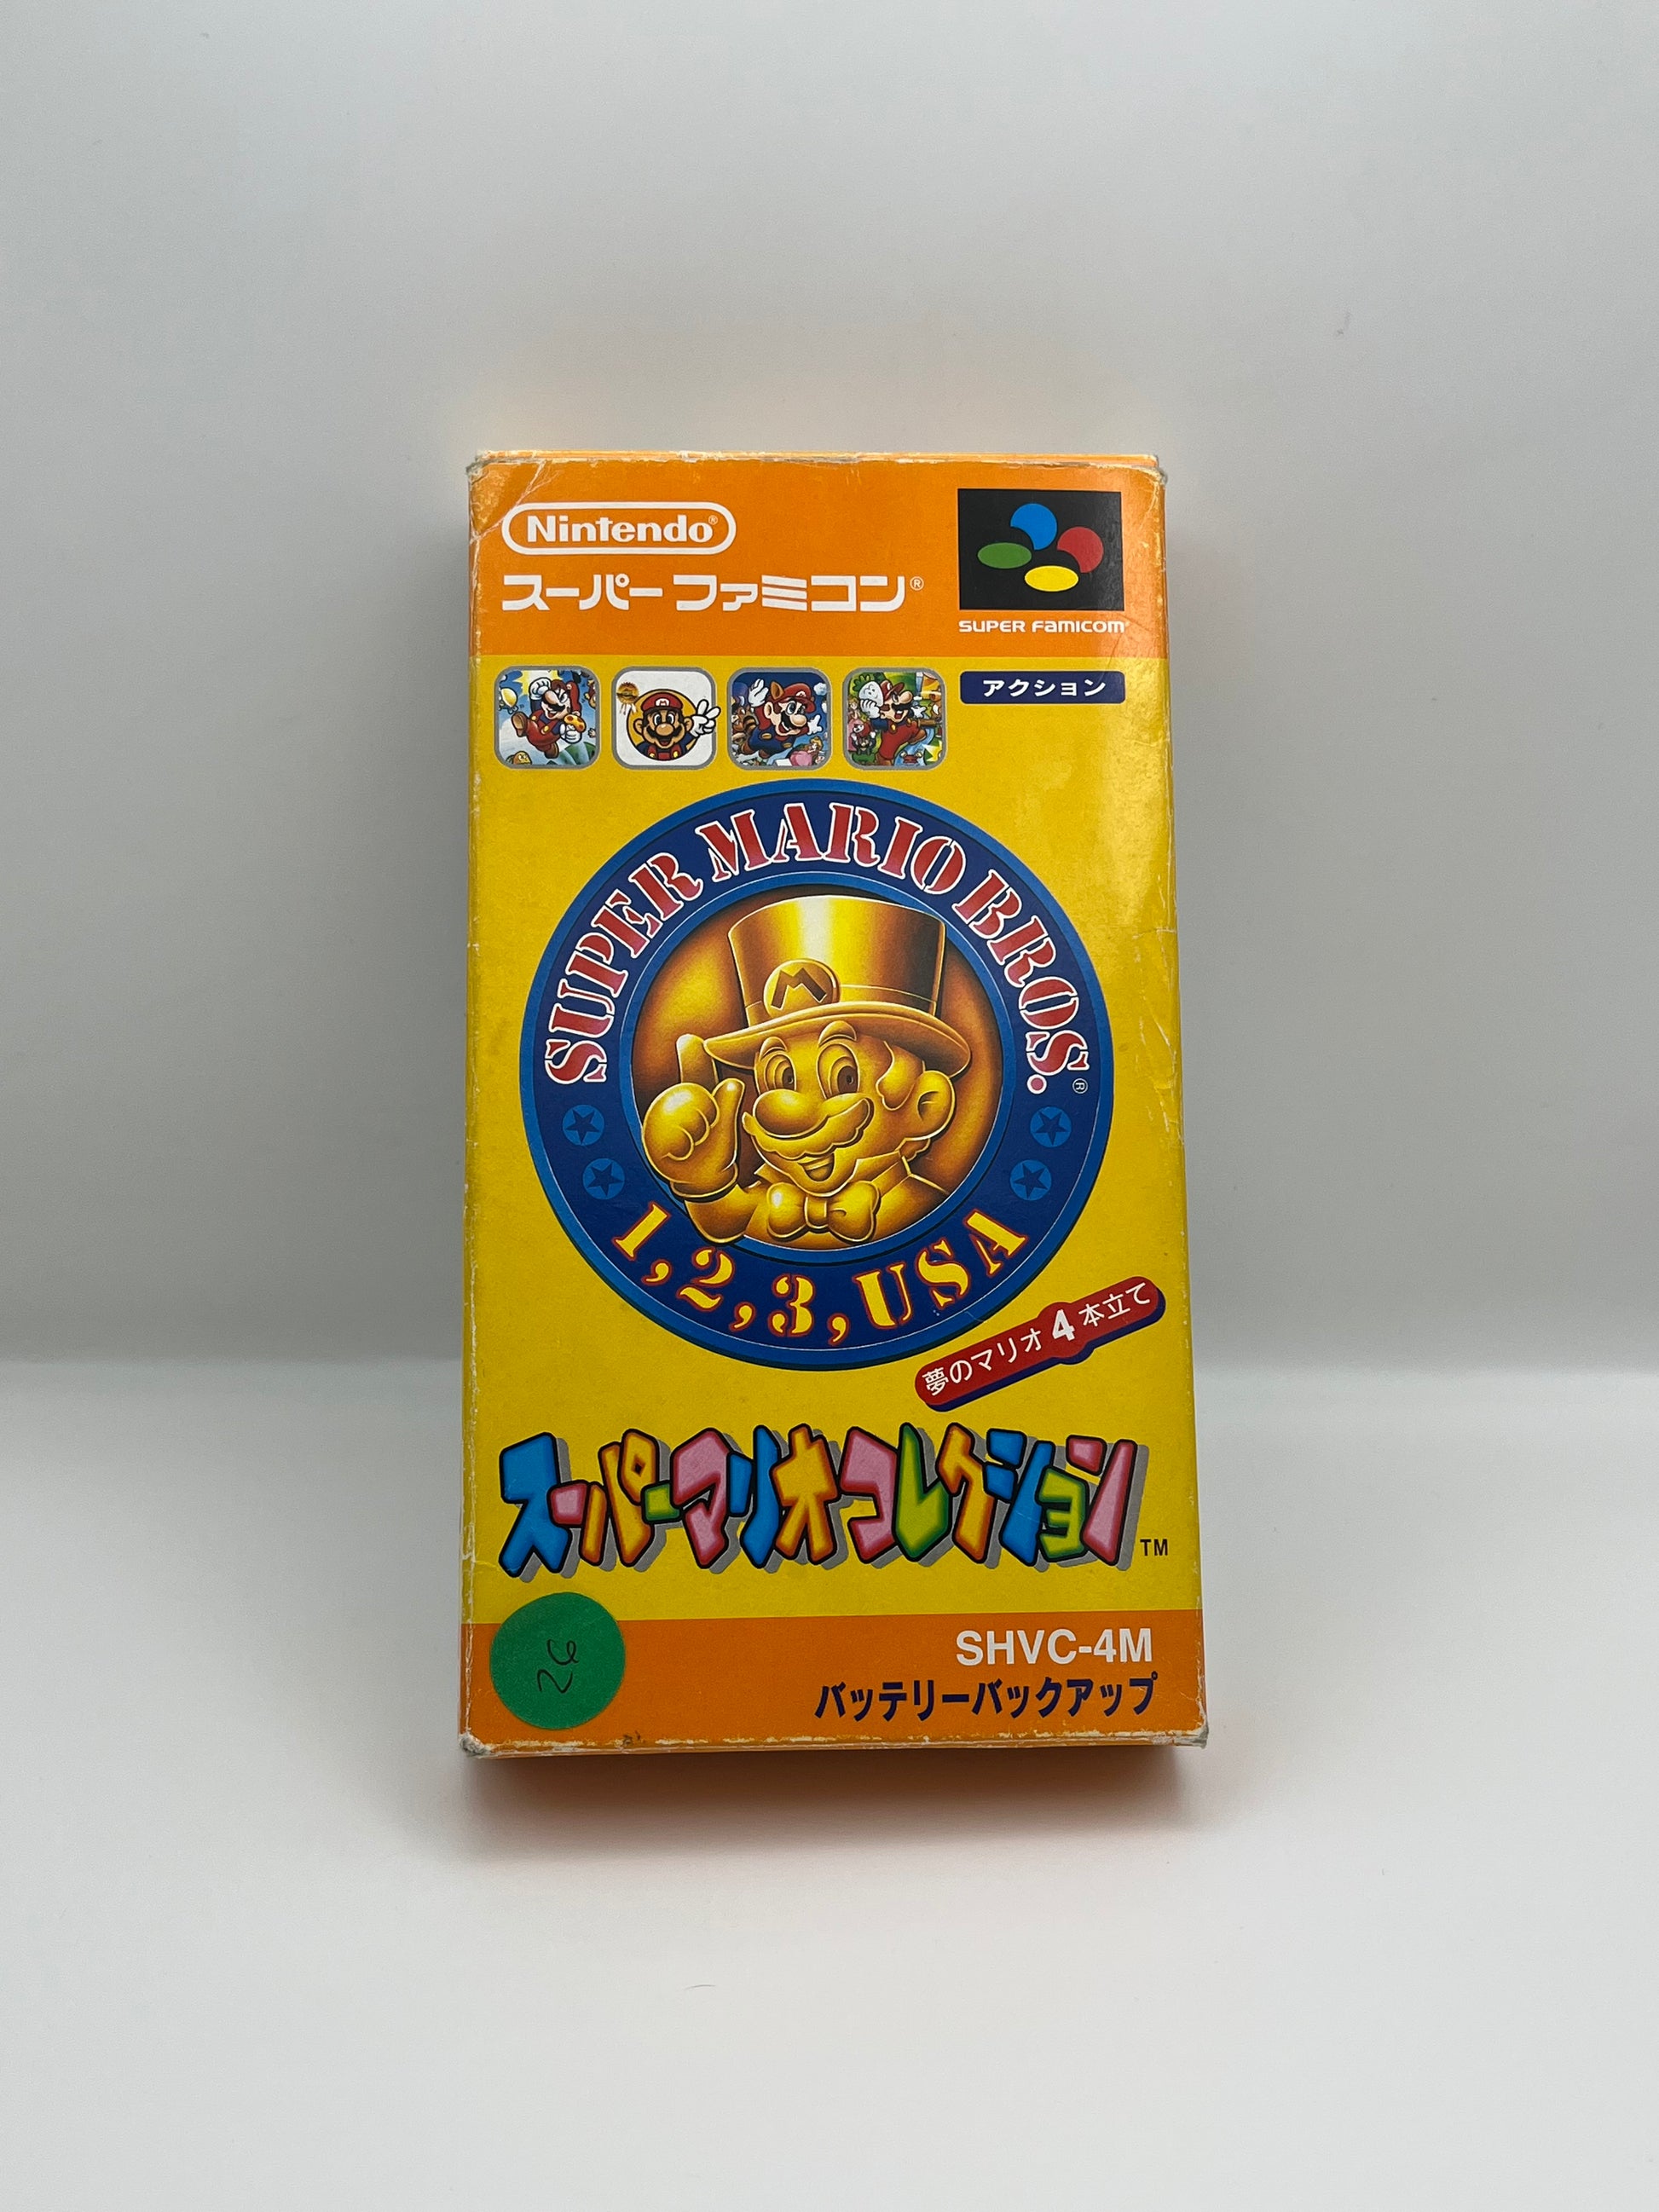 Nintendo®
スーパーファミコン®
SUPER FAMICOM®
アクション
SUPER MARIO BROS.®
1, 2, 3, USA
夢のマリオ4本立て
スーパーマリオコレクション™
26
SHVC-4M
バッテリーバックアップ